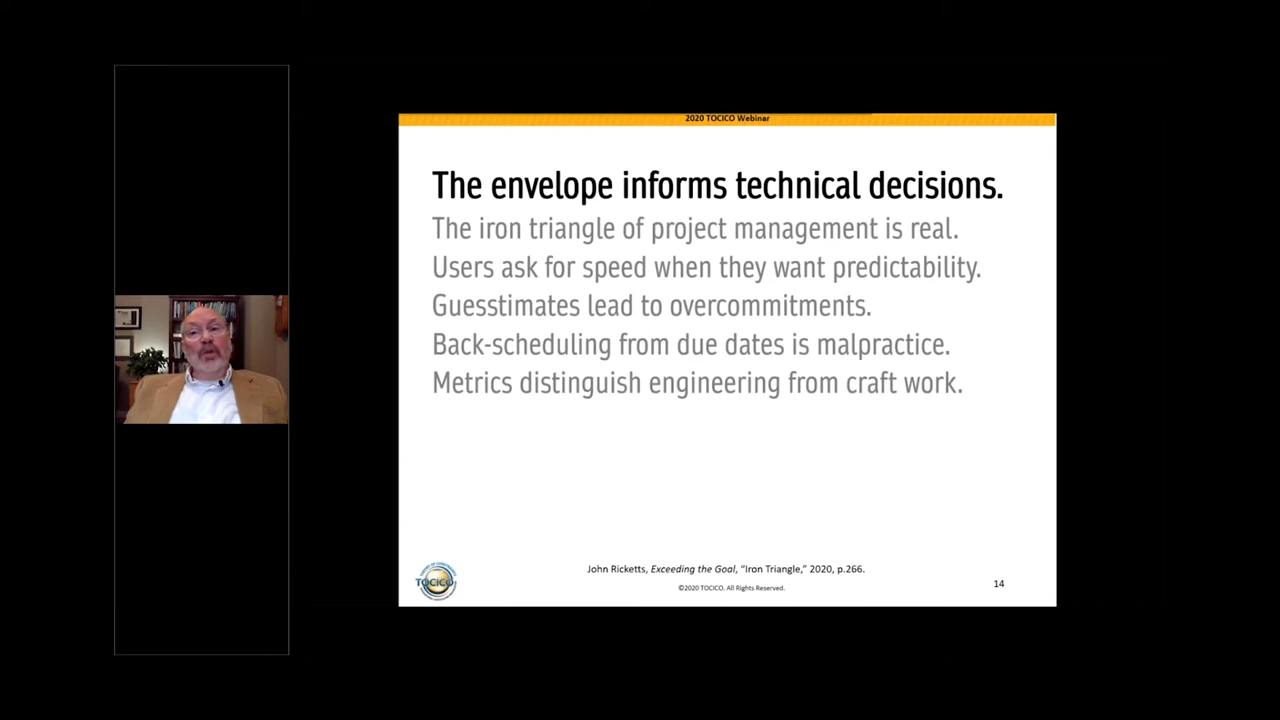 2020 TOCICO Webinar
The envelope informs technical decisions.
The iron triangle of project management is real.
Users ask for speed when they want predictability.
Guesstimates lead to overcommitments.
Back-scheduling from due dates is malpractice.
Metrics distinguish engineering from craft work.
TOCICO
John Ricketts, Exceeding the Goal, “Iron Triangle,” 2020, p.266.
©2020 TOCICO. All Rights Reserved.
14